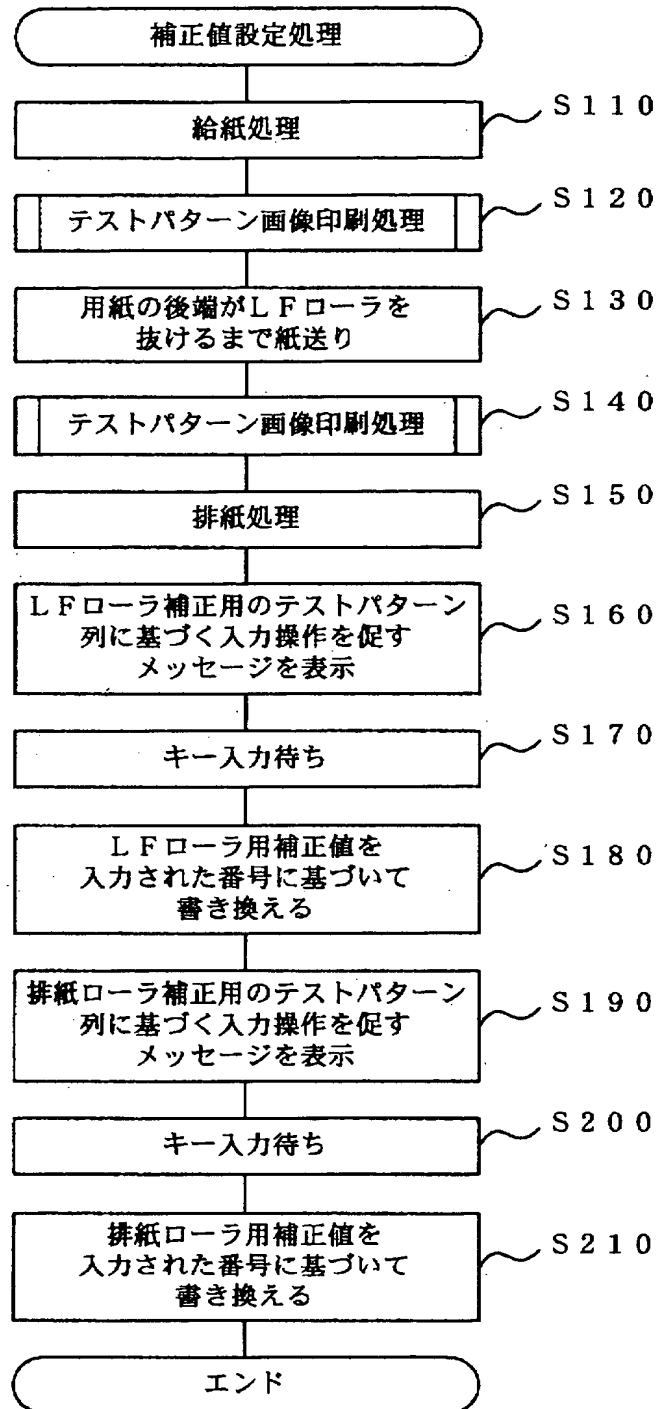 補正値設定処理
給紙処理
S110
テストパターン画像印刷処理
S120
用紙の後端がLFローラを
抜けるまで紙送り
S130
テストパターン画像印刷処理
S140
排紙処理
S150
LFローラ補正用のテストパターン
列に基づく入力操作を促す
メッセージを表示
S160
キー入力待ち
S170
LFローラ用補正値を
入力された番号に基づいて
書き換える
S180
排紙ローラ補正用のテストパターン
列に基づく入力操作を促す
メッセージを表示
S190
キー入力待ち
S200
排紙ローラ用補正値を
入力された番号に基づいて
書き換える
S210
エンド